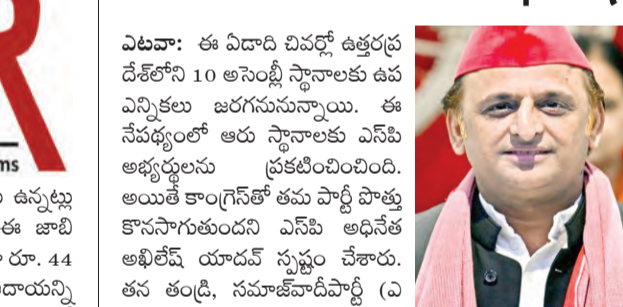 ms
ఉన్నట్లు
ఈ జాబి
రూ. 44
ఎటవా: ఈ ఏడాది చివర్లో ఉత్తరప్ర
దేశ్‌లోని 10 అసెంబ్లీ స్థానాలకు ఉప
ఎన్నికలు జరగనునున్నాయి. ఈ
నేపథ్యంలో ఆరు స్థానాలకు ఎస్‌పి
అభ్యర్థులను ప్రకటించించింది.
అయితే కాంగ్రెస్‌తో తమ పార్టీ పొత్తు
కొనసాగుతుందని ఎస్‌పి అధినేత
అఖిలేష్ యాదవ్ స్పష్టం చేశారు.
తన తండ్రి, సమాజ్‌వాదీపార్టీ (ఎ